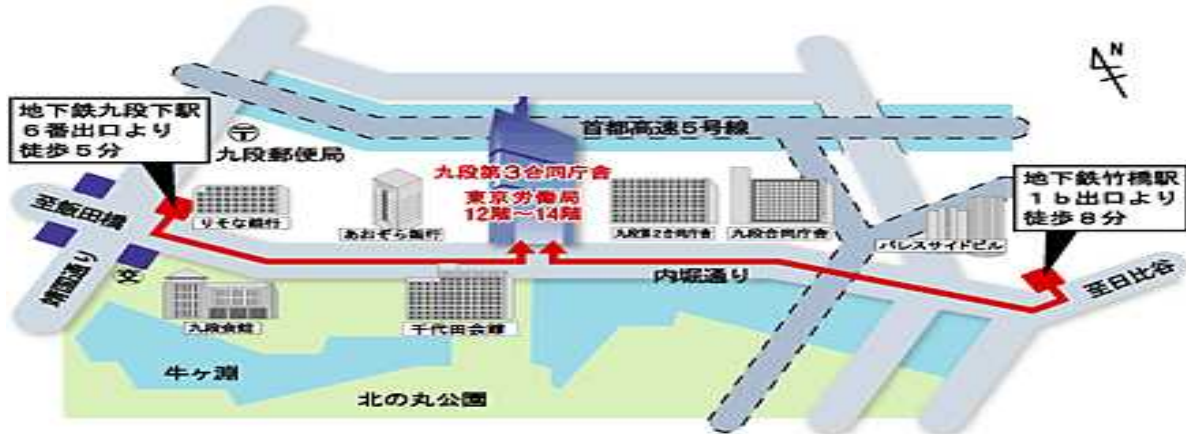 N
地下鉄九段下駅
６番出口より
徒歩５分
〒
九段郵便局
首都高速５号線
九段第３合同庁舎
東京労働局
12階～14階
地下鉄竹橋駅
１ｂ出口より
徒歩８分
至飯田橋
りそな銀行
あおぞら銀行
九段第２合同庁舎
九段合同庁舎
パレスサイドビル
靖国通り
文
内堀通り
至日比谷
九段会館
千代田会館
牛ヶ淵
北の丸公園